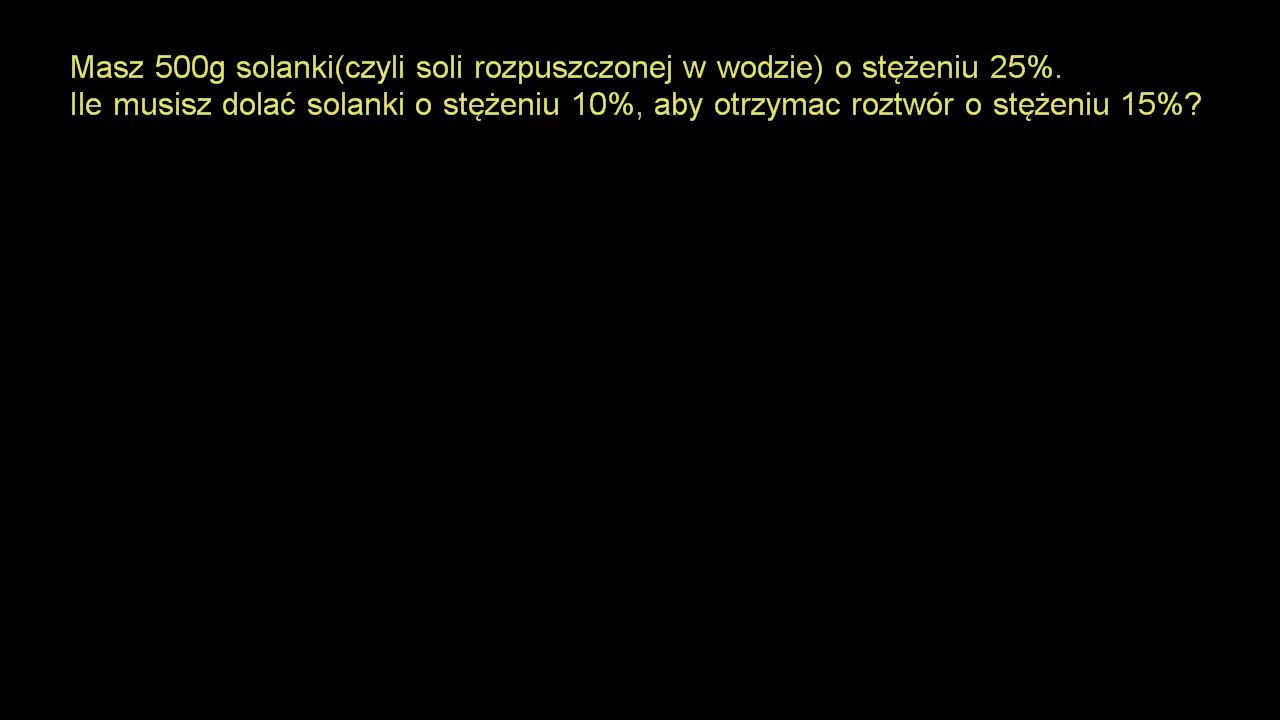 Masz 500g solanki(czyli soli rozpuszczonej w wodzie) o stężeniu 25%.
Ile musisz dolać solanki o stężeniu 10%, aby otrzymac roztwór o stężeniu 15%?